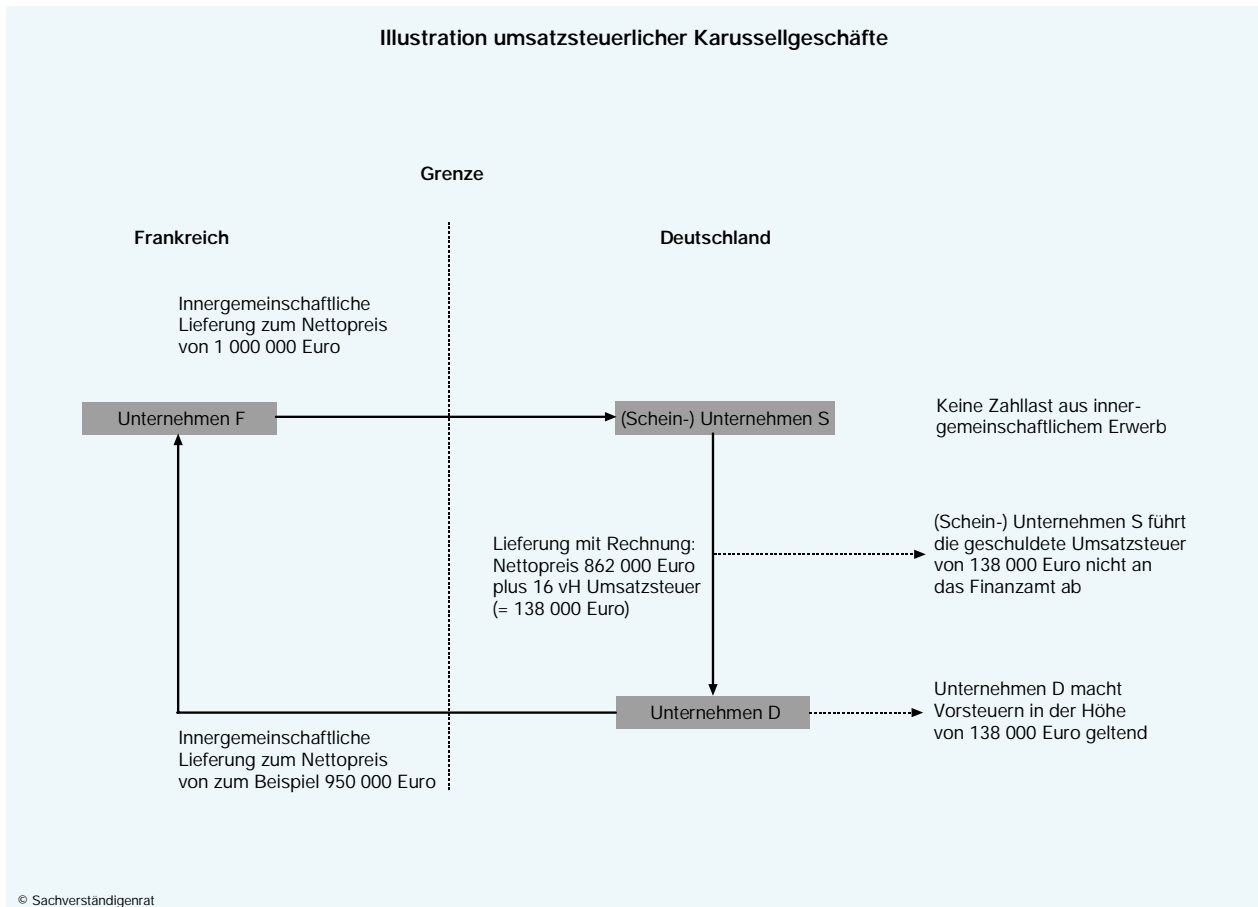 Illustration umsatzsteuerlicher Karussellgeschäfte
Grenze
Frankreich
Deutschland
Innergemeinschaftliche
Lieferung zum Nettopreis
von 1 000 000 Euro
Unternehmen F
(Schein-) Unternehmen S
Keine Zahllast aus inner-
gemeinschaftlichem Erwerb
Lieferung mit Rechnung:
Nettopreis 862 000 Euro
plus 16 vH Umsatzsteuer
(= 138 000 Euro)
(Schein-) Unternehmen S führt
die geschuldete Umsatzsteuer
von 138 000 Euro nicht an
das Finanzamt ab
Unternehmen D
Unternehmen D macht
Vorsteuern in der Höhe
von 138 000 Euro geltend
Innergemeinschaftliche
Lieferung zum Nettopreis
von zum Beispiel 950 000 Euro
© Sachverständigenrat